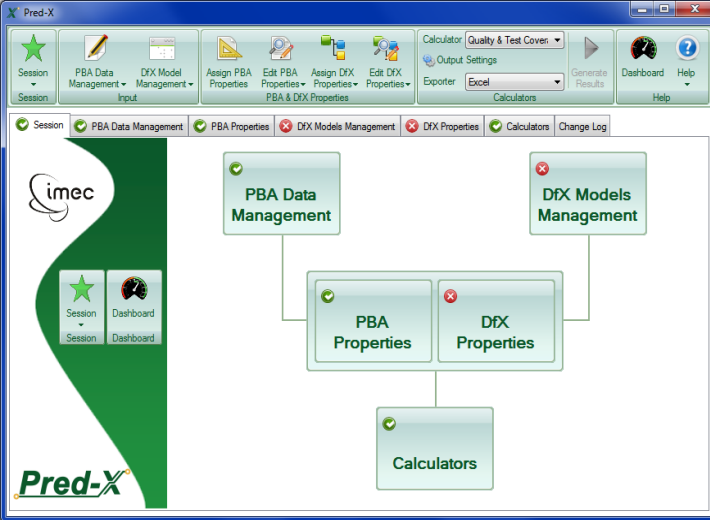 Pred-X
Session
PBA Data
Management
DfX Model
Management
Assign PBA
Properties
Edit PBA
Properties
Assign DfX
Properties
Edit DfX
Properties
Calculator
Quality & Test Covera
Output Settings
Exporter
Excel
Generate
Results
Dashboard
Help
Session
Input
PBA & DfX Properties
Calculators
Help
Session
PBA Data Management
PBA Properties
DfX Models Management
DfX Properties
Calculators
Change Log
imec
PBA Data
Management
DfX Models
Management
Session
Dashboard
Session
Dashboard
PBA
Properties
DfX
Properties
Calculators
Pred-X